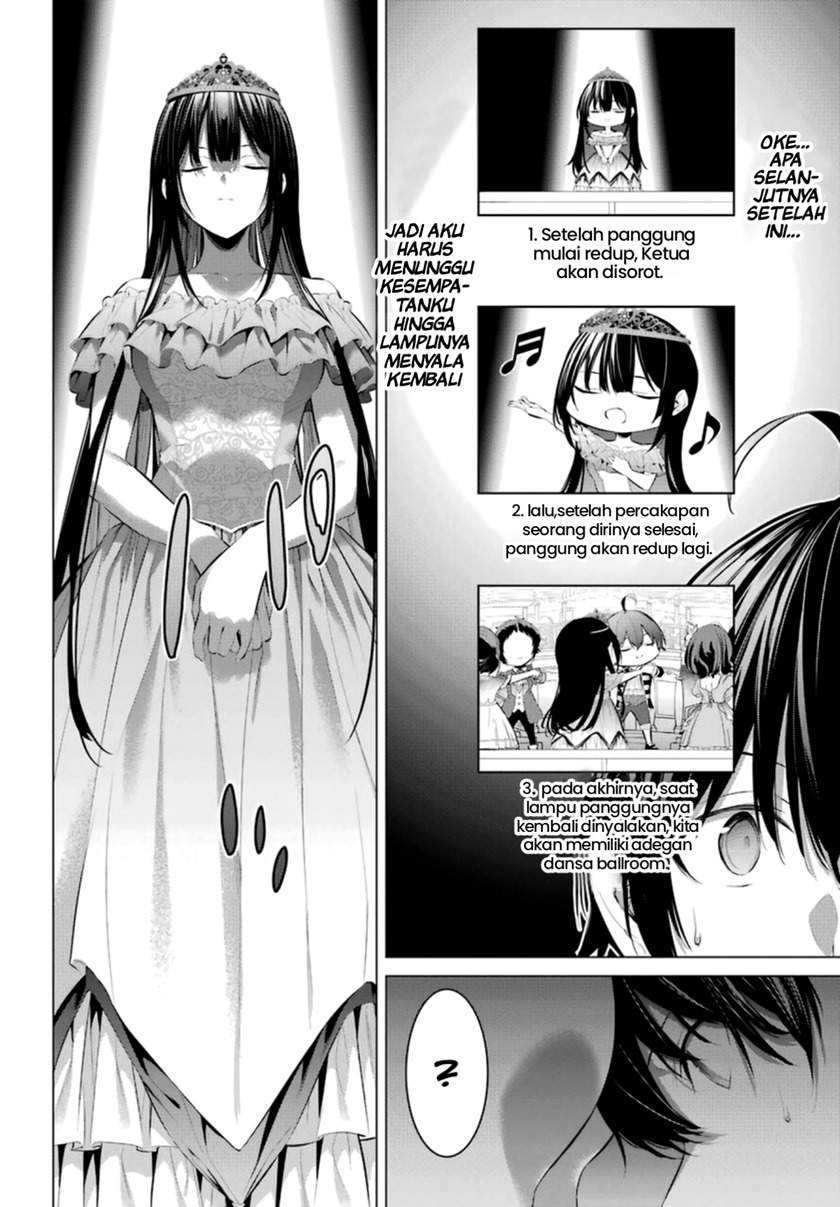 OKE...
APA
SELAN-
JUTNYA
SETELAH
INI...
1. Setelah panggung
mulai redup, Ketua
akan disorot.
2. lalu,setelah percakapan
seorang dirinya selesai,
panggung akan redup lagi.
3. pada akhirnya, saat
lampu panggungnya
kembali dinyalakan, kita
akan memiliki adegan
dansa ballroom.
JADI AKU
HARUS
MENUNGGU
KESEMPA-
TANKU
HINGGA
LAMPUNYA
MENYALA
KEMBALI
?